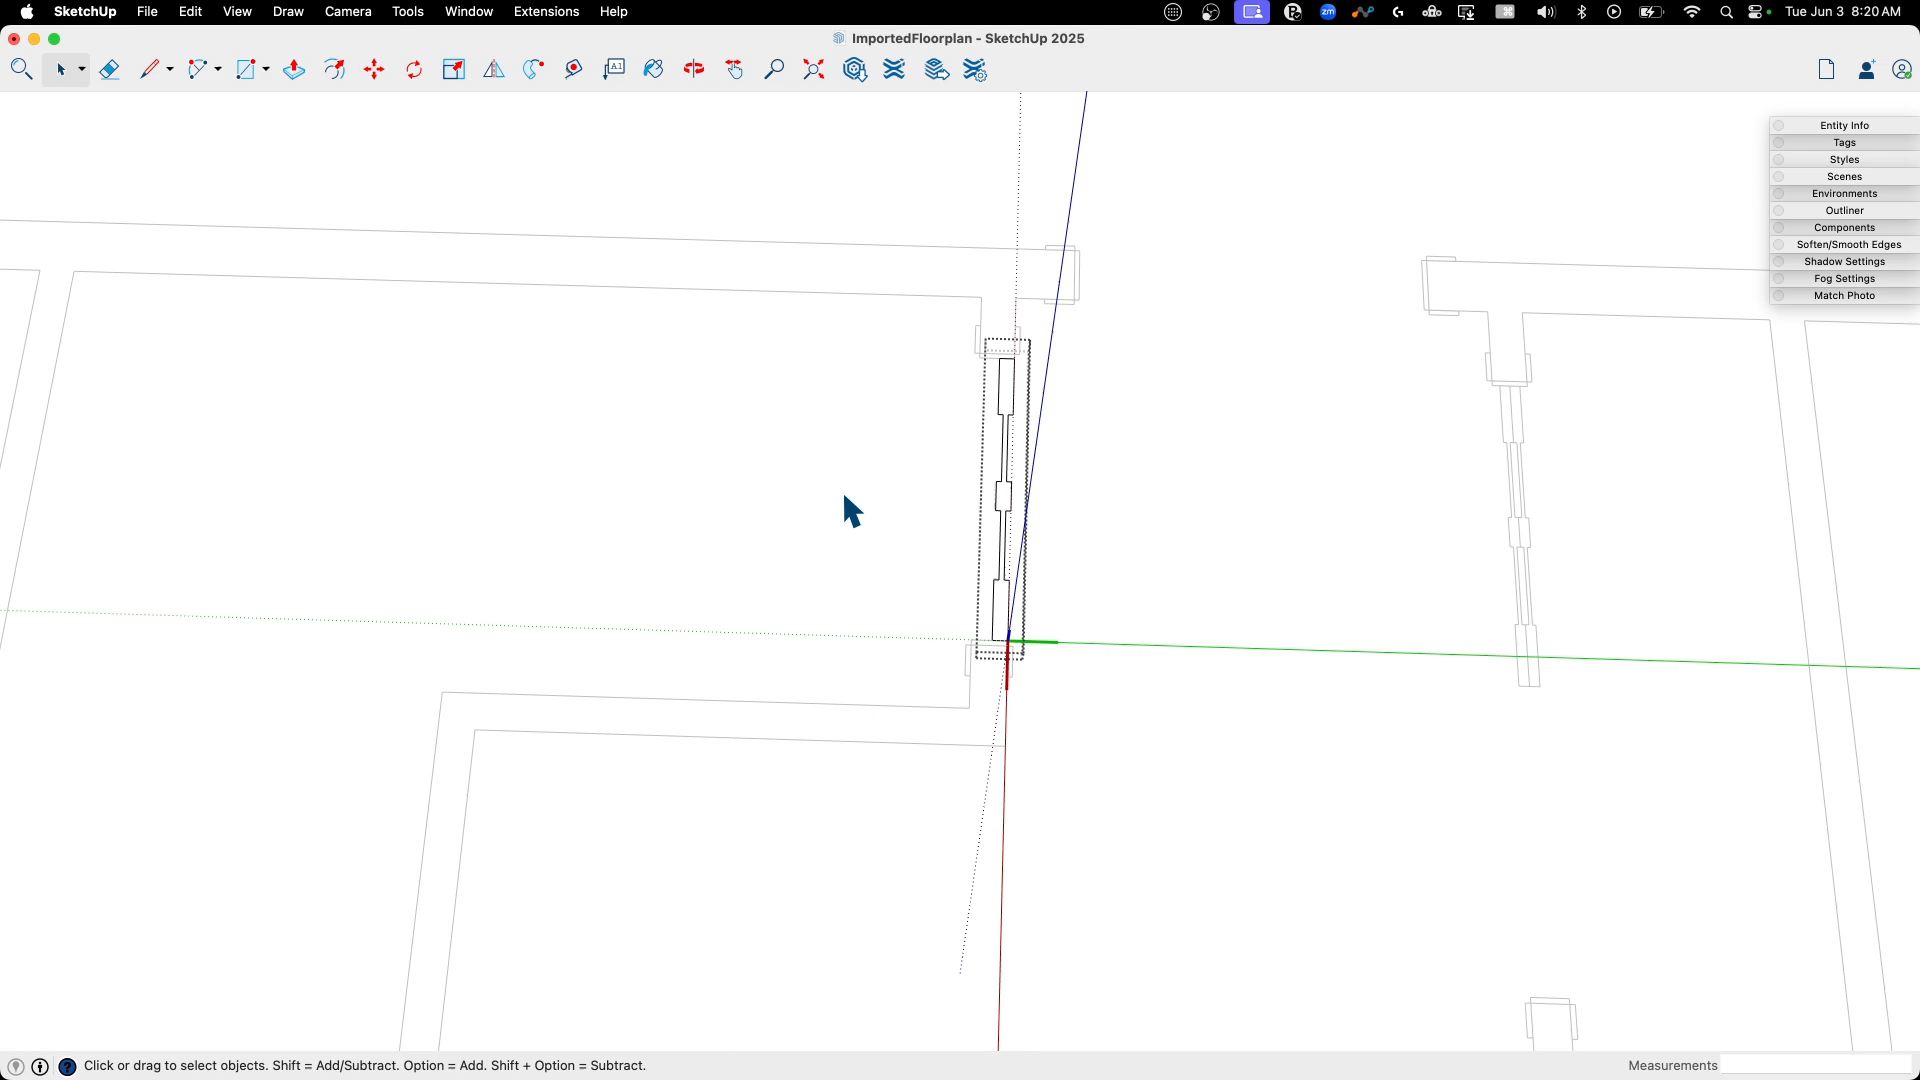 SketchUp File Edit View Draw Camera Tools Window Extensions Help
zm
Tue Jun 3 8:20 AM
ImportedFloorplan - SketchUp 2025
A1
Entity Info
Tags
Styles
Scenes
Environments
Outliner
Components
Soften/Smooth Edges
Shadow Settings
Fog Settings
Match Photo
Click or drag to select objects. Shift = Add/Subtract. Option = Add. Shift + Option = Subtract.
Measurements